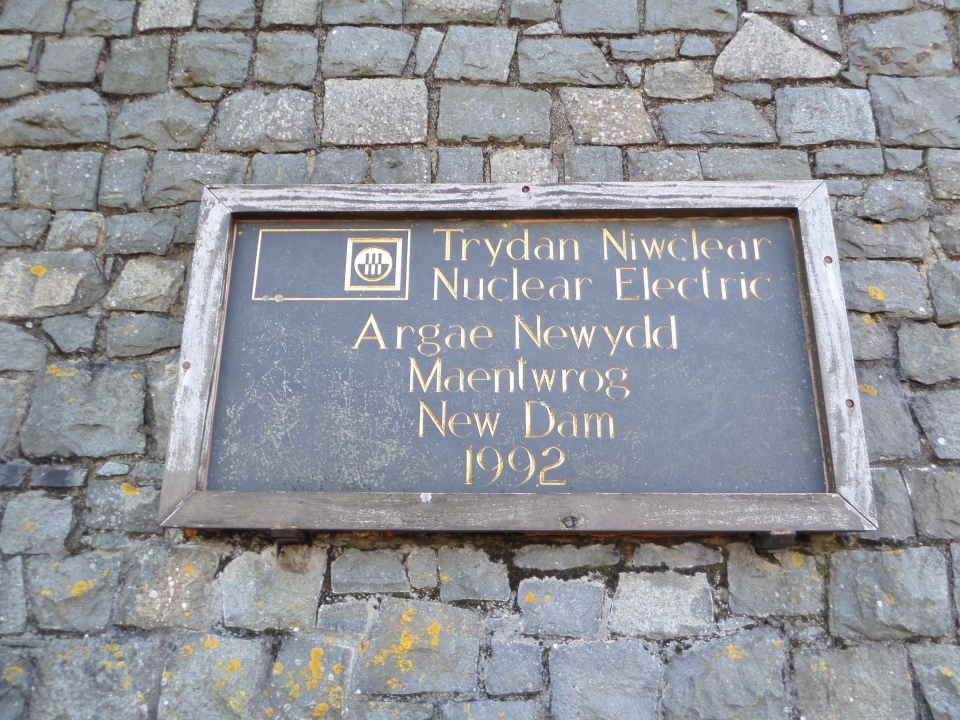 Trydan Niwclear
Nuclear Electric
Argae Newydd
Maentwrog
New Dam
1992